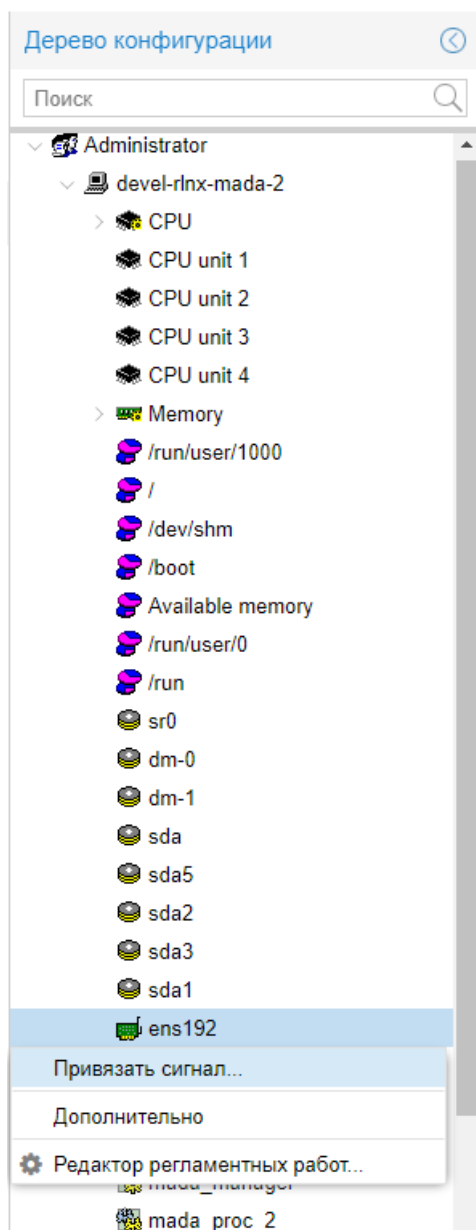 Дерево конфигурации
Поиск
Administrator
devel-rlnx-mada-2
CPU
CPU unit 1
CPU unit 2
CPU unit 3
CPU unit 4
Memory
/run/user/1000
/
/dev/shm
/boot
Available memory
/run/user/0
/run
sr0
dm-0
dm-1
sda
sda5
sda2
sda3
sda1
ens192
Привязать сигнал...
Дополнительно
Редактор регламентных работ...
mada_manager
mada_proc_2